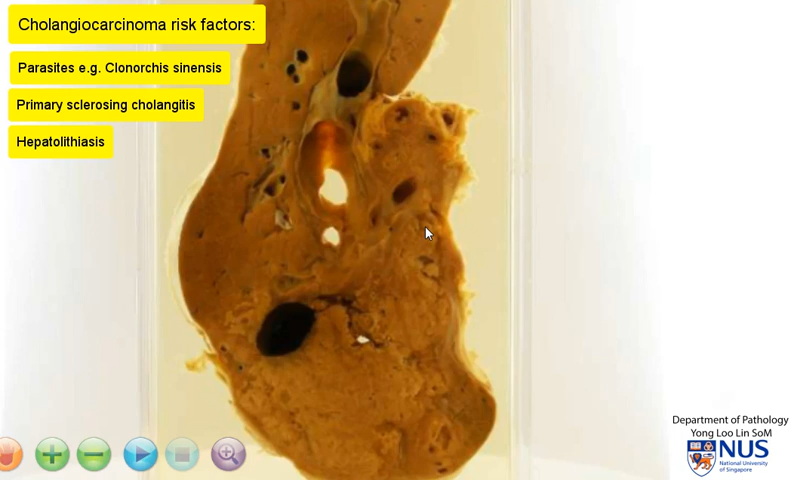 Cholangiocarcinoma risk factors:
Parasites e.g. Clonorchis sinensis
Primary sclerosing cholangitis
Hepatolithiasis
Department of Pathology
Yong Loo Lin SoM
NUS
National University
of Singapore